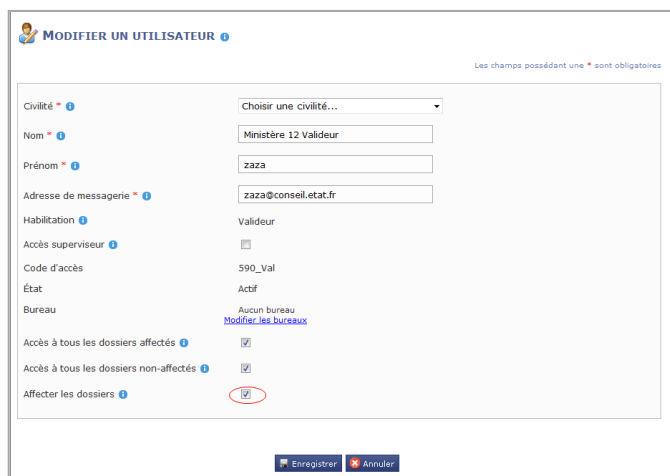 MODIFIER UN UTILISATEUR
Les champs possédant une * sont obligatoires
Civilité * Choisir une civilité...
Nom * Ministère 12 Valideur
Prénom * zaza
Adresse de messagerie * zaza@conseil.etat.fr
Habilitation Valideur
Accès superviseur
Code d'accès 590_Val
État Actif
Bureau Aucun bureau
Modifier les bureaux
Accès à tous les dossiers affectés
Accès à tous les dossiers non-affectés
Affecter les dossiers
Enregistrer Annuler